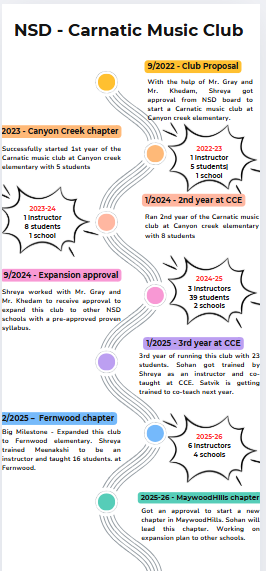 NSD - Carnatic Music Club
9/2022 - Club Proposal
With the help of Mr. Gray and
Mr. Khedam, Shreya got
approval from NSD board to
start a Carnatic music club at
Canyon creek elementary.
2023 - Canyon Creek chapter
Successfully started 1st year of the
Carnatic music club at Canyon creek
elementary with 5 students
2022-23
1 Instructor
5 students|
1 school
1/2024 - 2nd year at CCE
Ran 2nd year of the Carnatic music
club at Canyon creek elementary
with 8 students
2023-24
1 Instructor
8 students
1 school
9/2024 - Expansion approval
Shreya worked with Mr. Gray and
Mr. Khedam to receive approval to
expand this club to other NSD
schools with a pre-approved proven
syllabus.
2024-25
3 Instructors
39 students
2 schools
1/2025 - 3rd year at CCE
3rd year of running this club with 23
students. Sohan got trained by
Shreya as an instructor and co-
taught at CCE. Satvik is getting
trained to co-teach next year.
2/2025 – Fernwood chapter
Big Milestone - Expanded this club
to Fernwood elementary. Shreya
trained Meenakshi to be an
instructor and taught 16 students. at
Fernwood.
2025-26
6 Instructors
4 schools
2025-26 - MaywoodHills chapter
Got an approval to start a new
chapter in MaywoodHills. Sohan will
lead this chapter. Working on
expansion plan to other schools.